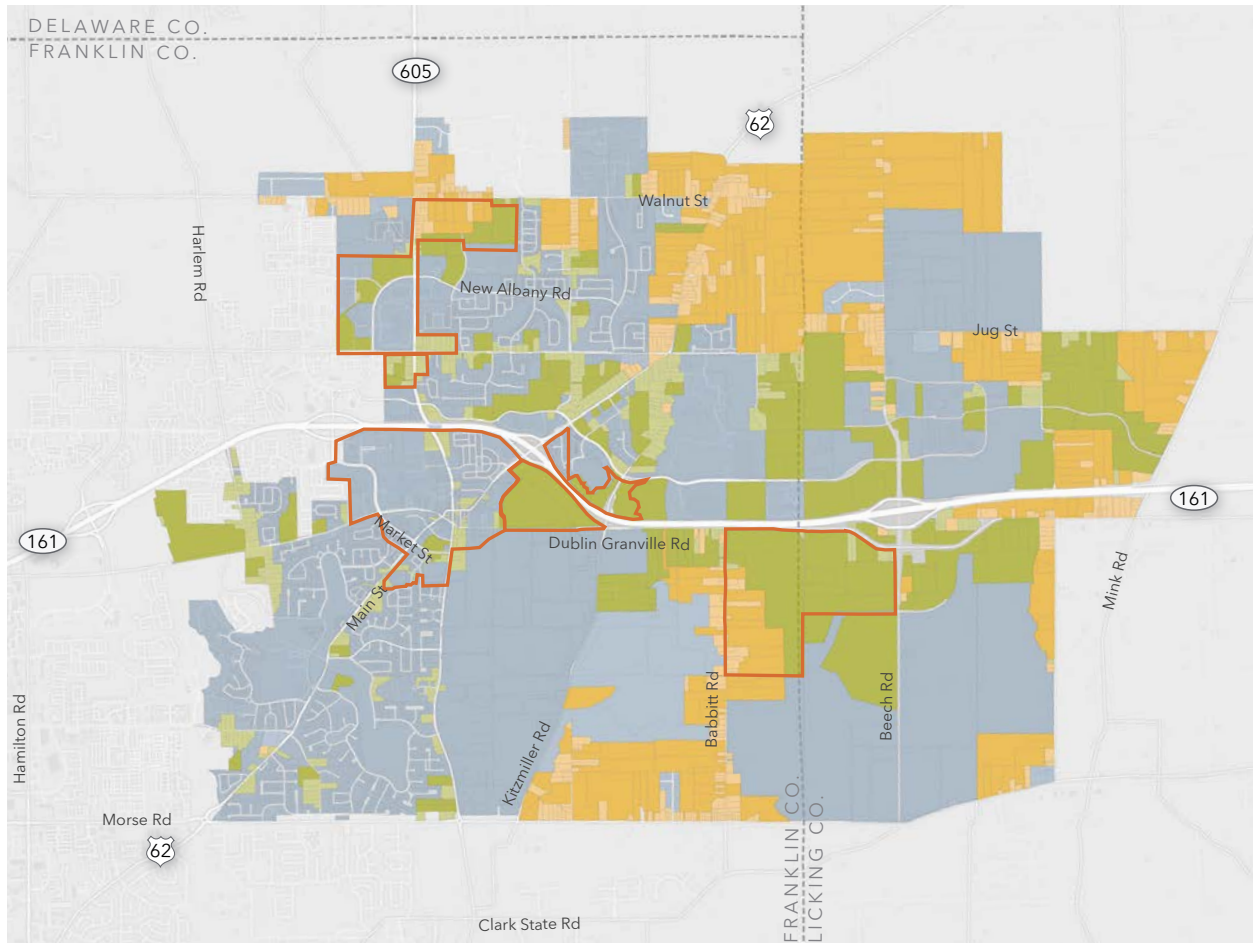 DELAWARE CO.
FRANKLIN CO.
605
62
Walnut St
Harlem Rd
New Albany Rd
Jug St
161
161
Market St
Dublin Granville Rd
Main St
Mink Rd
Hamilton Rd
Babbitt Rd
Beech Rd
Kitzmiller Rd
Morse Rd
62
FRANKLIN CO.
LICKING CO.
Clark State Rd